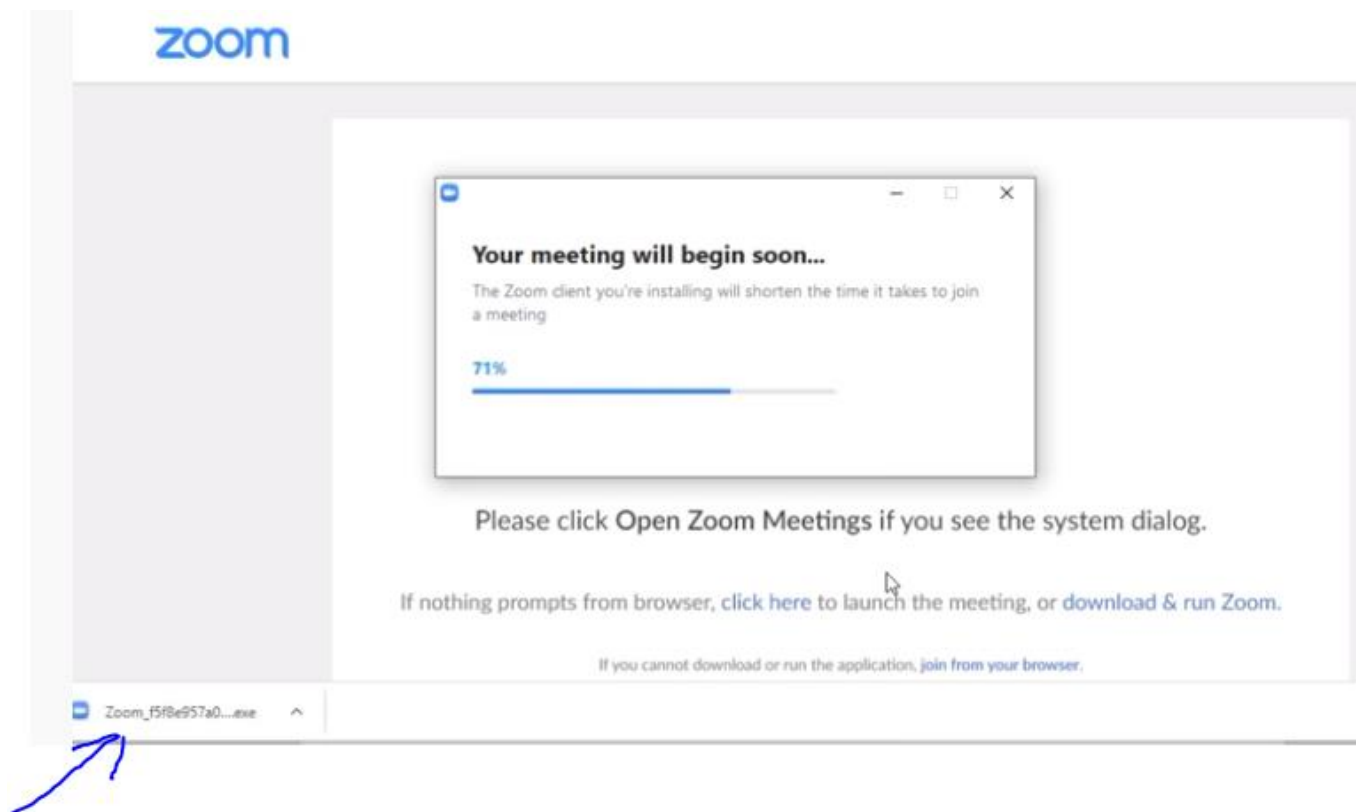 zoom
Your meeting will begin soon...
The Zoom client you're installing will shorten the time it takes to join
a meeting
71%
Please click Open Zoom Meetings if you see the system dialog.
If nothing prompts from browser, click here to launch the meeting, or download & run Zoom.
If you cannot download or run the application, join from your browser.
Zoom_f5f8e957a0....exe